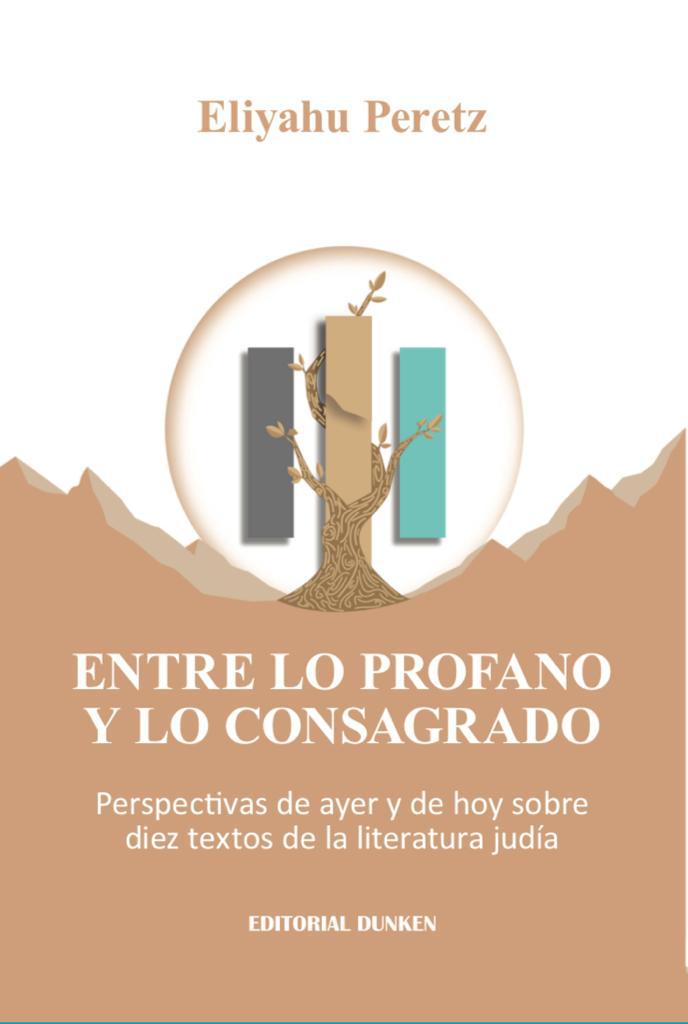 Eliyahu Peretz
ENTRE LO PROFANO
Y LO CONSAGRADO
Perspectivas de ayer y de hoy sobre
diez textos de la literatura judía
EDITORIAL DUNKEN